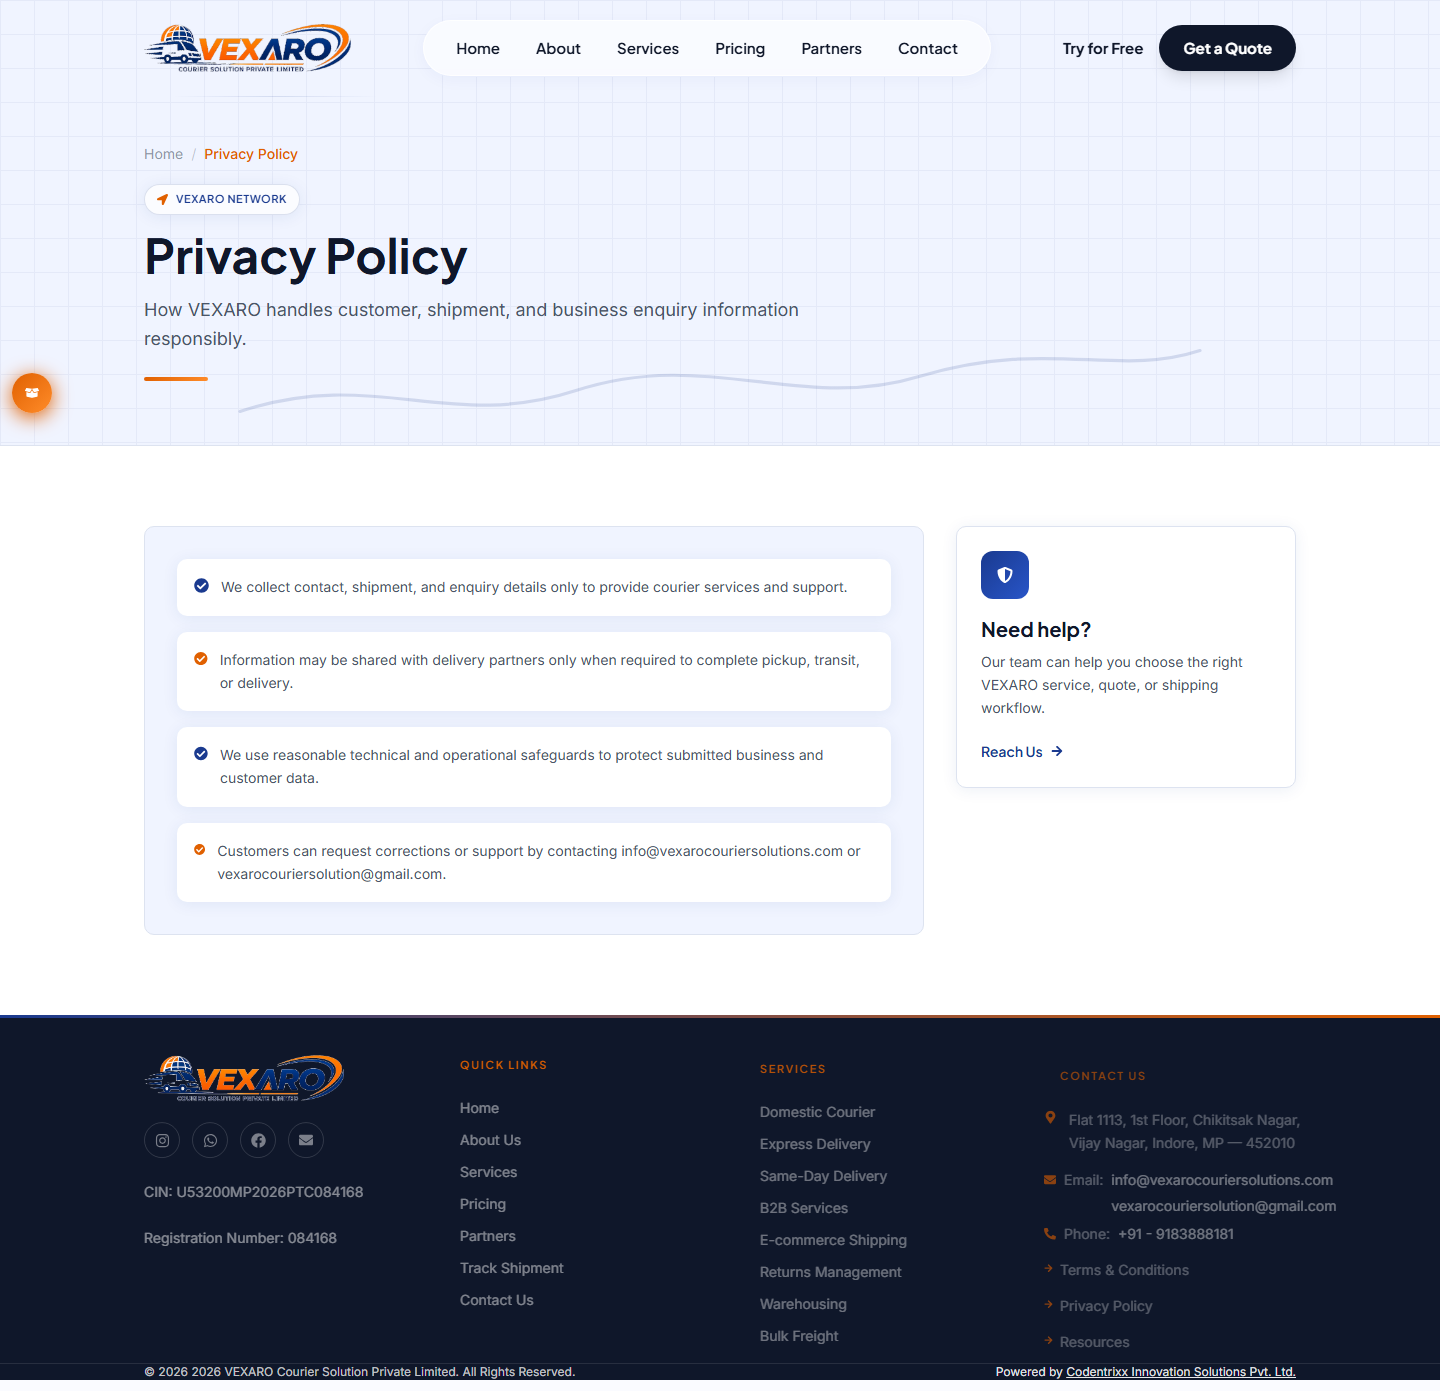 VEXARO
COURIER SOLUTION PRIVATE LIMITED
Home
About
Services
Pricing
Partners
Contact
Try for Free
Get a Quote
Home / Privacy Policy
VEXARO NETWORK
Privacy Policy
How VEXARO handles customer, shipment, and business enquiry information
responsibly.
We collect contact, shipment, and enquiry details only to provide courier services and support.
Information may be shared with delivery partners only when required to complete pickup, transit,
or delivery.
We use reasonable technical and operational safeguards to protect submitted business and
customer data.
Customers can request corrections or support by contacting info@vexarocouriersolutions.com or
vexarocouriersolution@gmail.com.
Need help?
Our team can help you choose the right
VEXARO service, quote, or shipping
workflow.
Reach Us
VEXARO
COURIER SOLUTION PRIVATE LIMITED
CIN: U53200MP2026PTC084168
Registration Number: 084168
QUICK LINKS
Home
About Us
Services
Pricing
Partners
Track Shipment
Contact Us
SERVICES
Domestic Courier
Express Delivery
Same-Day Delivery
B2B Services
E-commerce Shipping
Returns Management
Warehousing
Bulk Freight
CONTACT US
Flat 1113, 1st Floor, Chikitsak Nagar,
Vijay Nagar, Indore, MP — 452010
Email: info@vexarocouriersolutions.com
vexarocouriersolution@gmail.com
Phone: +91 - 9183888181
Terms & Conditions
Privacy Policy
Resources
© 2026 2026 VEXARO Courier Solution Private Limited. All Rights Reserved.
Powered by Codentrixx Innovation Solutions Pvt. Ltd.